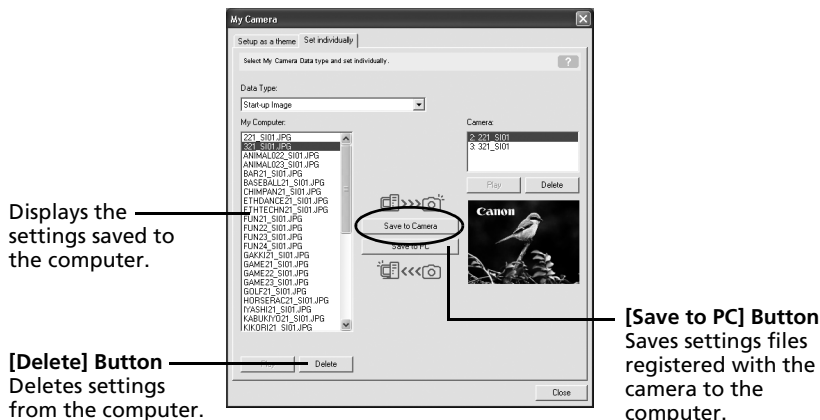 My Camera
Setup as a theme Set individually
Select My Camera Data type and set individually.
?
Data Type:
Start-up Image
My Computer:
221_SI01.JPG
321_SI01.JPG
ANIMAL022_SI01.JPG
ANIMAL023_SI01.JPG
BAR21_SI01.JPG
BASEBALL21_SI01.JPG
CHIMPAN21_SI01.JPG
ETHDANCE21_SI01.JPG
ETHTECHN21_SI01.JPG
FUN21_SI01.JPG
FUN22_SI01.JPG
FUN23_SI01.JPG
FUN24_SI01.JPG
GAKKI21_SI01.JPG
GAME21_SI01.JPG
GAME22_SI01.JPG
GAME23_SI01.JPG
GOLF21_SI01.JPG
HORSERAC21_SI01.JPG
IYASHI21_SI01.JPG
KABUKIYO21_SI01.JPG
KIKORI21_SI01.JPG
Play Delete
Save to Camera
Save to PC
Camera:
2: 221_SI01
3: 321_SI01
Play Delete
Canon
Close
Displays the
settings saved to
the computer.
[Delete] Button
Deletes settings
from the computer.
[Save to PC] Button
Saves settings files
registered with the
camera to the
computer.